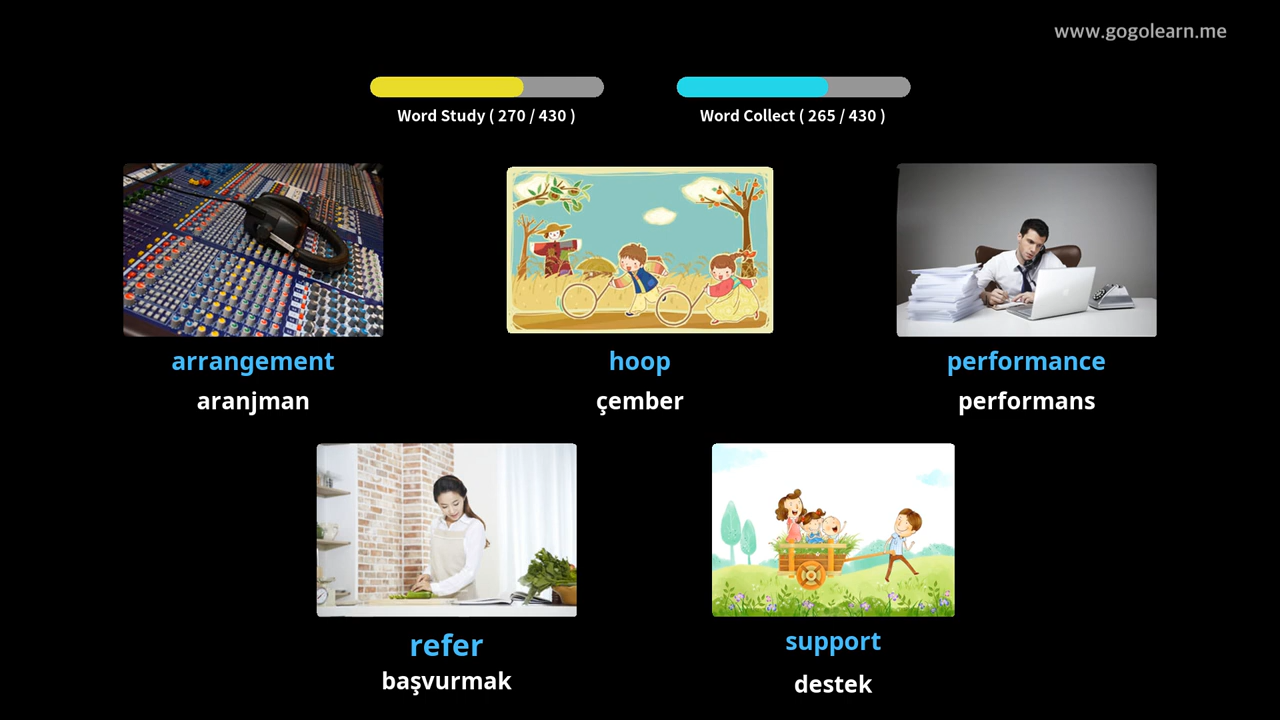 www.gogolearn.me
Word Study ( 270 / 430 )
Word Collect ( 265 / 430 )
arrangement
aranjman
hoop
çember
performance
performans
refer
başvurmak
support
destek